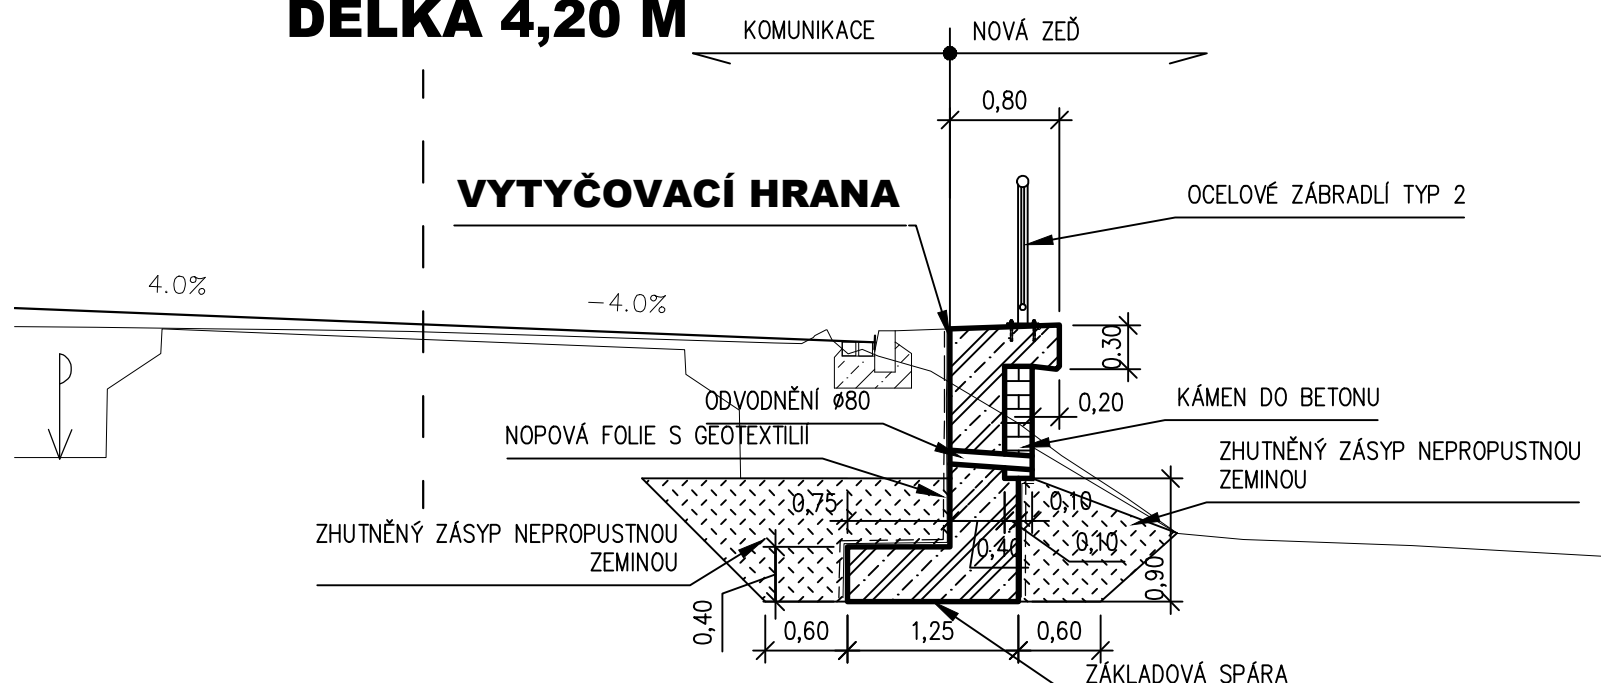 DÉLKA 4,20 M
KOMUNIKACE
NOVÁ ZEĎ
0,80
VYTYČOVACÍ HRANA
OCELOVÉ ZÁBRADLÍ TYP 2
4.0%
-4.0%
0.30
ODVODNĚNÍ ø80
0,20
KÁMEN DO BETONU
NOPOVÁ FOLIE S GEOTEXTILIÍ
ZHUTNĚNÝ ZÁSYP NEPROPUSTNOU
ZEMINOU
0,75
0,10
ZHUTNĚNÝ ZÁSYP NEPROPUSTNOU
ZEMINOU
0,40
0,10
0,90
0,40
0,60
1,25
0,60
ZÁKLADOVÁ SPÁRA